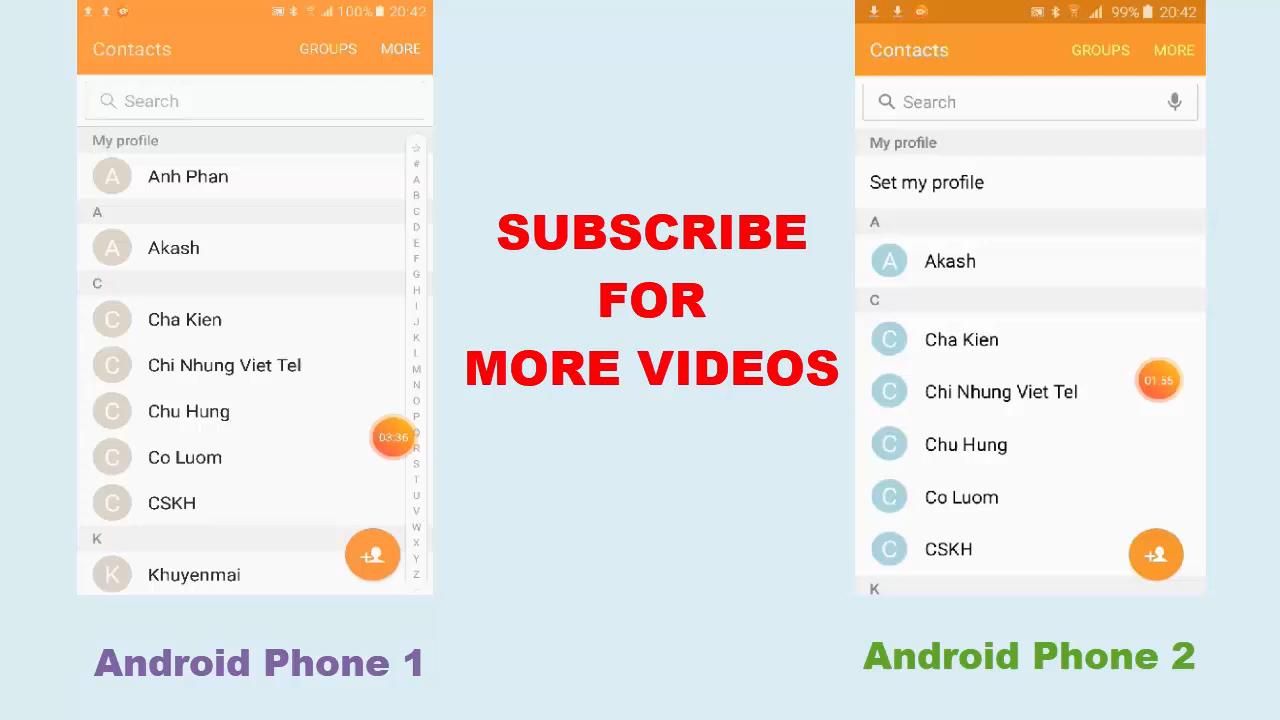 100% 20:42
Contacts GROUPS MORE
Search
My profile
A Anh Phan
A
A Akash
C
C Cha Kien
C Chi Nhung Viet Tel
C Chu Hung
03:36
C Co Luom
C CSKH
K
K Khuyenmai
☆
#
A
B
C
D
E
F
G
H
I
J
K
L
M
N
O
P
Q
R
S
T
U
V
W
X
Y
Z
Android Phone 1
SUBSCRIBE
FOR
MORE VIDEOS
99% 20:42
Contacts GROUPS MORE
Search
My profile
Set my profile
A
A Akash
C
C Cha Kien
01:55
C Chi Nhung Viet Tel
C Chu Hung
C Co Luom
C CSKH
K
Android Phone 2